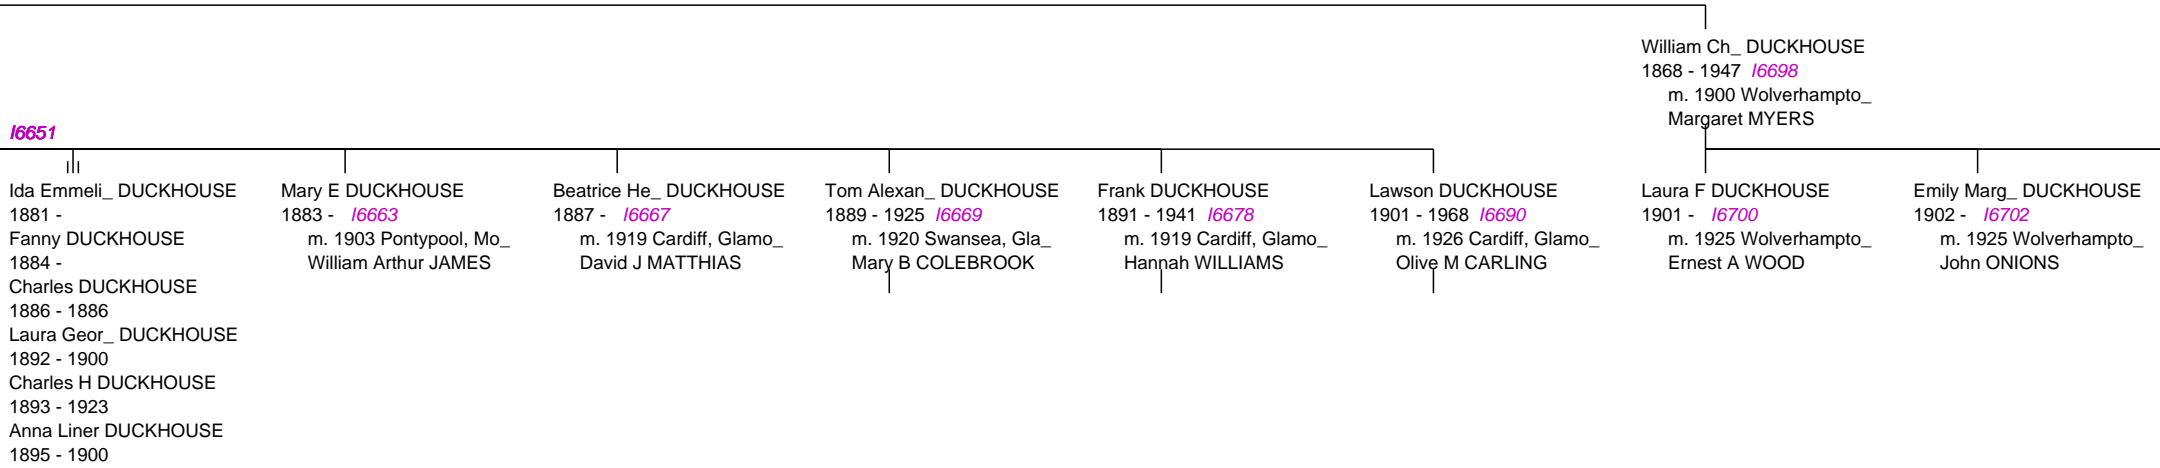 William Ch_ DUCKHOUSE
1868 - 1947 I6698
m. 1900 Wolverhampto_
Margaret MYERS
I6651
Ida Emmeli_ DUCKHOUSE
1881 -
Fanny DUCKHOUSE
1884 -
Charles DUCKHOUSE
1886 - 1886
Laura Geor_ DUCKHOUSE
1892 - 1900
Charles H DUCKHOUSE
1893 - 1923
Anna Liner DUCKHOUSE
1895 - 1900
Mary E DUCKHOUSE
1883 - I6663
m. 1903 Pontypool, Mo_
William Arthur JAMES
Beatrice He_ DUCKHOUSE
1887 - I6667
m. 1919 Cardiff, Glamo_
David J MATTHIAS
Tom Alexan_ DUCKHOUSE
1889 - 1925 I6669
m. 1920 Swansea, Gla_
Mary B COLEBROOK
Frank DUCKHOUSE
1891 - 1941 I6678
m. 1919 Cardiff, Glamo_
Hannah WILLIAMS
Lawson DUCKHOUSE
1901 - 1968 I6690
m. 1926 Cardiff, Glamo_
Olive M CARLING
Laura F DUCKHOUSE
1901 - I6700
m. 1925 Wolverhampto_
Ernest A WOOD
Emily Marg_ DUCKHOUSE
1902 - I6702
m. 1925 Wolverhampto_
John ONIONS